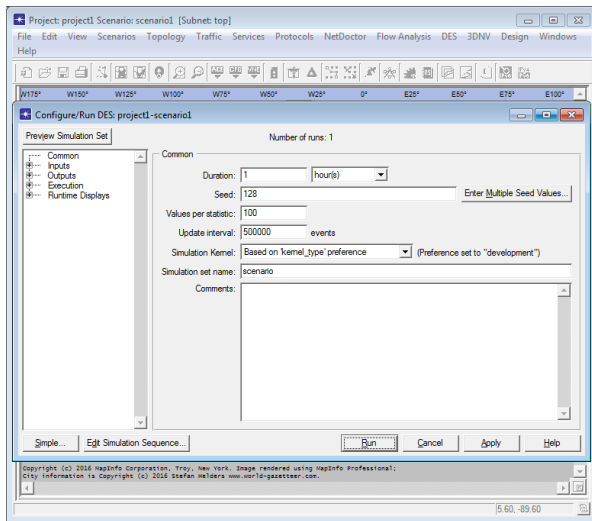 Project: project1 Scenario: scenario1 [Subnet: top]
File Edit View Scenarios Topology Traffic Services Protocols NetDoctor Flow Analysis DES 3DNV Design Windows
Help
W175° W150° W125° W100° W75° W50° W25° 0° E25° E50° E75° E100°
Configure/Run DES: project1-scenario1
Preview Simulation Set
Number of runs: 1
Common
Inputs
Outputs
Execution
Runtime Displays
Common
Duration: 1 hour(s)
Seed: 128 Enter Multiple Seed Values...
Values per statistic: 100
Update interval: 500000 events
Simulation Kernel: Based on 'kernel_type' preference (Preference set to "development")
Simulation set name: scenario
Comments:
Simple... Edit Simulation Sequence... Run Cancel Apply Help
Copyright (c) 2016 MapInfo Corporation, Troy, New York. Image rendered using MapInfo Professional;
City information is Copyright (c) 2016 Stefan Helders www.world-gazetteer.com.
5.60, -89.60